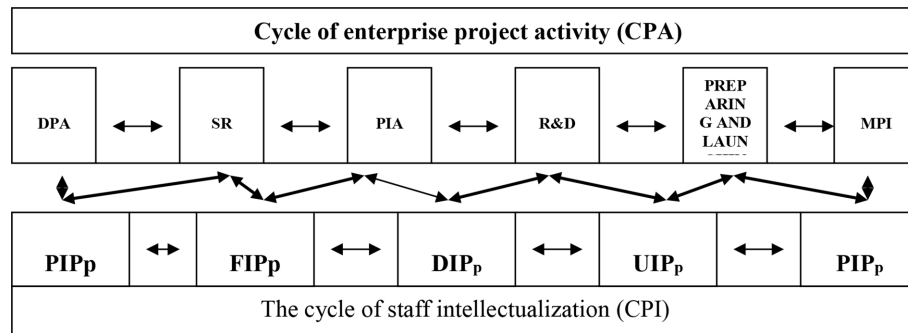 Cycle of enterprise project activity (CPA)
DPA
SR
PIA
R&D
PREP
ARIN
G AND
LAUN
MPI
PIPp
FIPp
DIPp
UIPp
PIPp
The cycle of staff intellectualization (CPI)